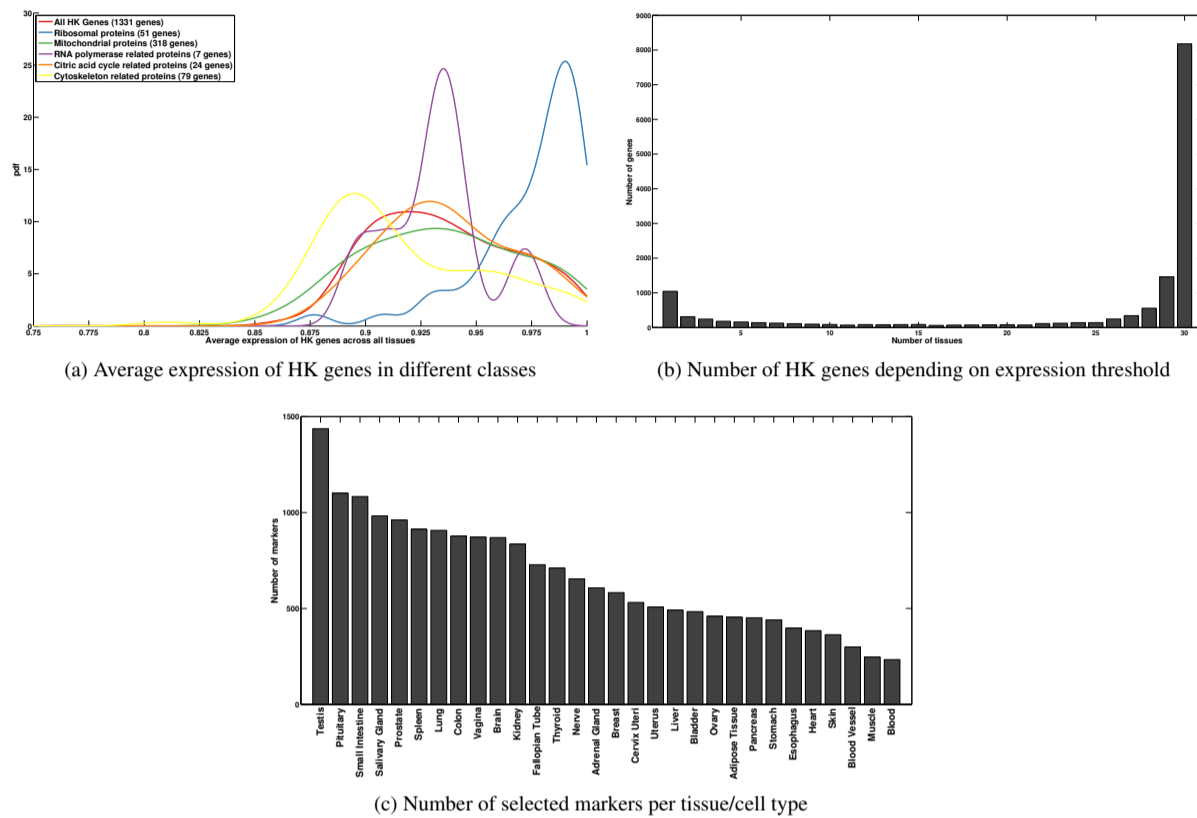 30
25
20
15
10
5
0
pdf
All HK Genes (1331 genes)
Ribosomal proteins (51 genes)
Mitochondrial proteins (318 genes)
RNA polymerase related proteins (7 genes)
Citric acid cycle related proteins (24 genes)
Cytoskeleton related proteins (79 genes)
0.75 0.775 0.8 0.825 0.85 0.875 0.9 0.925 0.95 0.975 1
Average expression of HK genes across all tissues
(a) Average expression of HK genes in different classes
9000
8000
7000
6000
5000
4000
3000
2000
1000
0
Number of genes
5 10 15 20 25 30
Number of tissues
(b) Number of HK genes depending on expression threshold
1500
1000
500
0
Number of markers
Testis
Pituitary
Small Intestine
Salivary Gland
Prostate
Spleen
Lung
Colon
Vagina
Brain
Kidney
Fallopian Tube
Thyroid
Nerve
Adrenal Gland
Breast
Cervix Uteri
Uterus
Liver
Bladder
Ovary
Adipose Tissue
Pancreas
Stomach
Esophagus
Heart
Skin
Blood Vessel
Muscle
Blood
(c) Number of selected markers per tissue/cell type